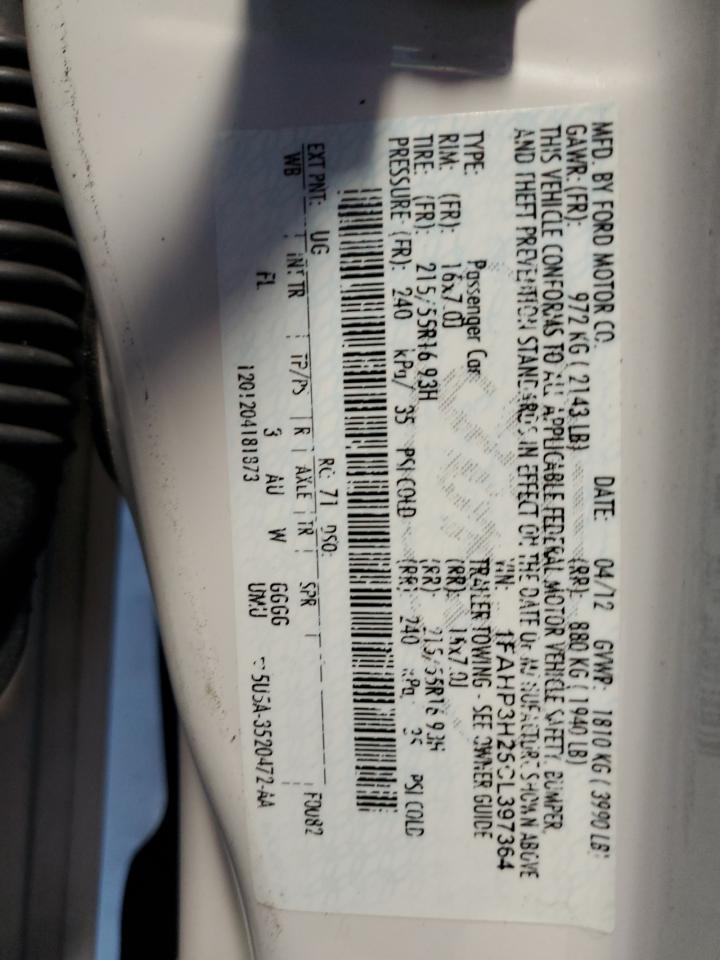 MFD. BY FORD MOTOR CO. DATE: 04/12 GVWR: 1810 KG ( 3990 LB)
GAWR: (FR): 972 KG ( 2143 LB) (RR): 880 KG ( 1940 LB)
THIS VEHICLE CONFORMS TO ALL APPLICABLE FEDERAL MOTOR VEHICLE SAFETY, BUMPER,
AND THEFT PREVENTION STANDARDS IN EFFECT ON THE DATE OF MANUFACTURE SHOWN ABOVE
VIN: 1FAHP3H25CL397364
TYPE: Passenger Car TRAILER TOWING - SEE OWNER GUIDE
RIM: (FR): 16x7.0J (RR): 16x7.0J
TIRE: (FR): 215/55R16 93H (RR) 215/55R16 93H
PRESSURE (FR): 240 kPa/ 35 PSI COLD (RR): 240 kPa 35 PSI COLD
EXT PNT: UG RC: 71 DSO: F0082
WB INT TR TP/PS R AXLE TR SPR
FL 3 AU W GGGG
1201204181873 UMU 5U5A-3520472-AA